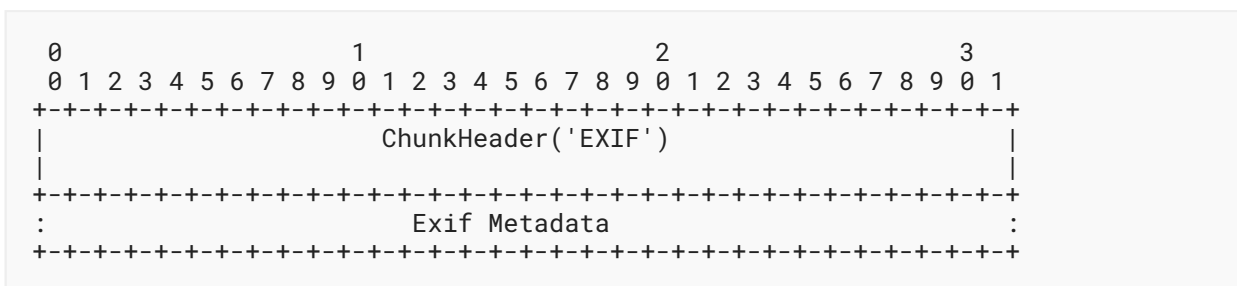 0                   1                   2                   3
 0 1 2 3 4 5 6 7 8 9 0 1 2 3 4 5 6 7 8 9 0 1 2 3 4 5 6 7 8 9 0 1
+-+-+-+-+-+-+-+-+-+-+-+-+-+-+-+-+-+-+-+-+-+-+-+-+-+-+-+-+-+-+-+-+
|                      ChunkHeader('EXIF')                      |
|                                                               |
+-+-+-+-+-+-+-+-+-+-+-+-+-+-+-+-+-+-+-+-+-+-+-+-+-+-+-+-+-+-+-+-+
:                        Exif Metadata                          :
+-+-+-+-+-+-+-+-+-+-+-+-+-+-+-+-+-+-+-+-+-+-+-+-+-+-+-+-+-+-+-+-+